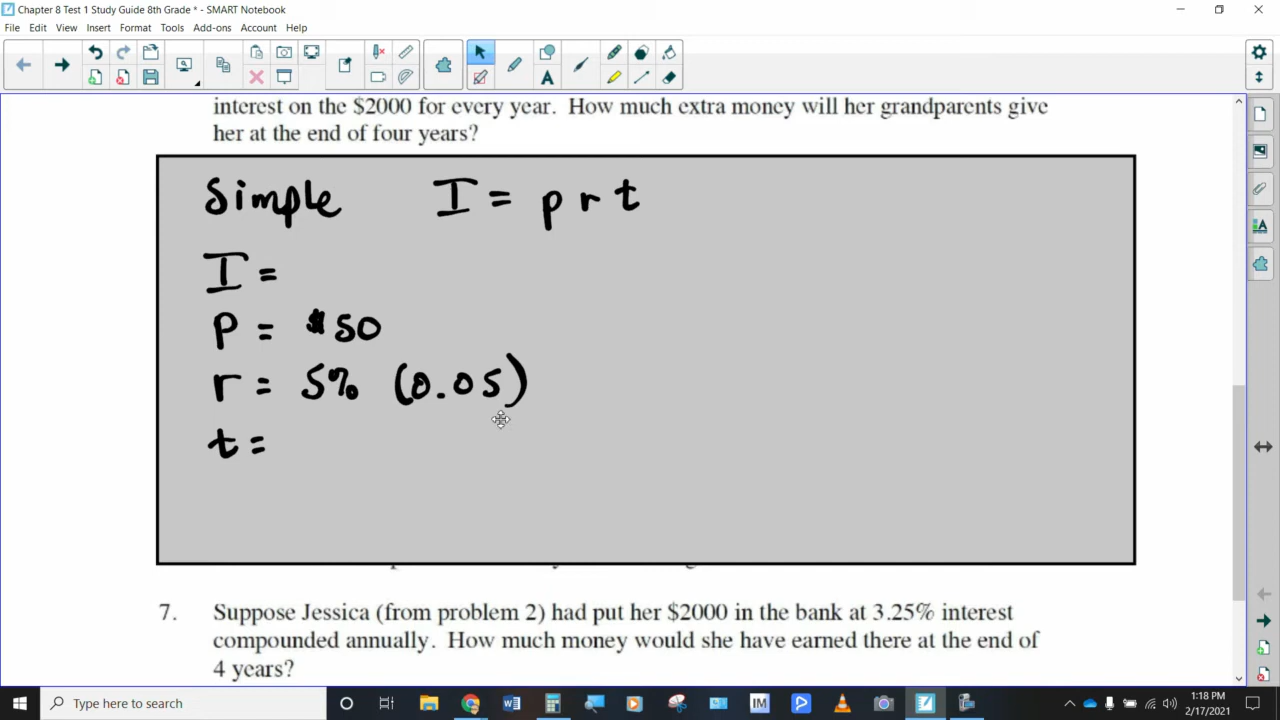 Chapter 8 Test 1 Study Guide 8th Grade * - SMART Notebook
File Edit View Insert Format Tools Add-ons Account Help
interest on the $2000 for every year. How much extra money will her grandparents give
her at the end of four years?
Simple I = p r t
I =
P = $50
r = 5% (0.05)
t =
7. Suppose Jessica (from problem 2) had put her $2000 in the bank at 3.25% interest
compounded annually. How much money would she have earned there at the end of
4 years?
Type here to search
1:18 PM
2/17/2021